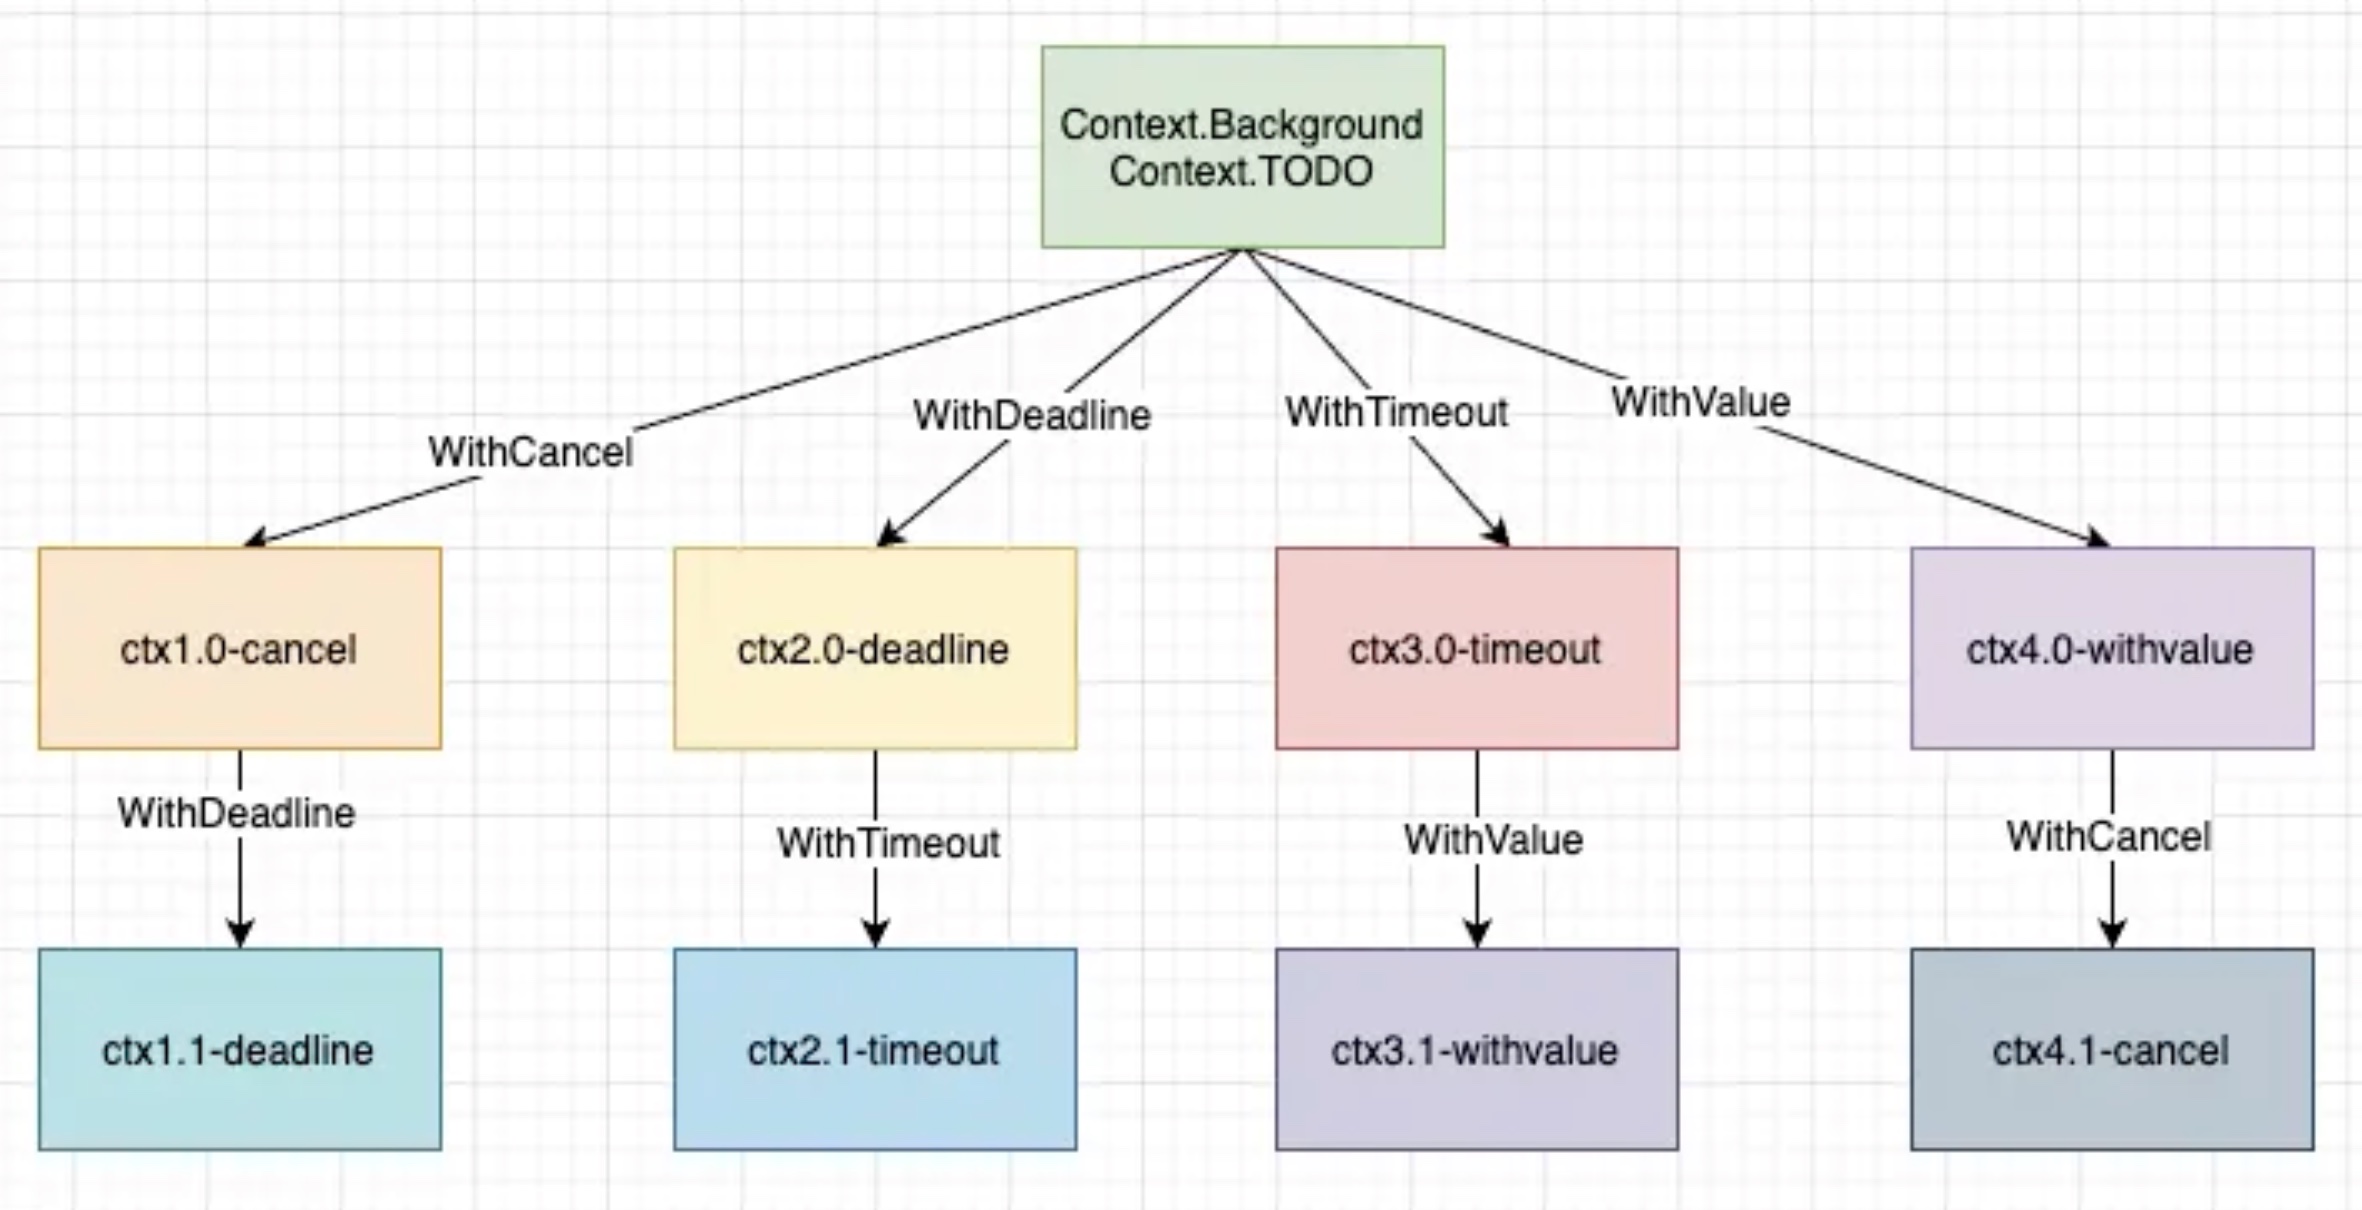 Context.Background
Context.TODO
WithCancel
WithDeadline
WithTimeout
WithValue
ctx1.0-cancel
ctx2.0-deadline
ctx3.0-timeout
ctx4.0-withvalue
WithDeadline
WithTimeout
WithValue
WithCancel
ctx1.1-deadline
ctx2.1-timeout
ctx3.1-withvalue
ctx4.1-cancel